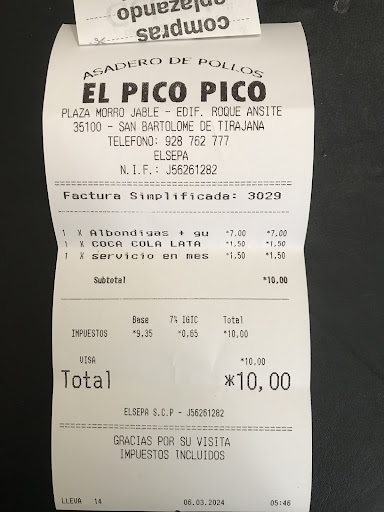 compras
aplazando
ASADERO DE POLLOS
EL PICO PICO
PLAZA MORRO JABLE - EDIF. ROQUE ANSITE
35100 - SAN BARTOLOME DE TIRAJANA
TELEFONO: 928 762 777
ELSEPA
N.I.F.: J56261282
Factura Simplificada: 3029
1 X Albondigas + gu *7,00 *7,00
1 X COCA COLA LATA *1,50 *1,50
1 X servicio en mes *1,50 *1,50
Subtotal *10,00
Base 7% IGIC Total
IMPUESTOS *9,35 *0,65 *10,00
VISA *10,00
Total *10,00
ELSEPA S.C.P - J56261282
GRACIAS POR SU VISITA
IMPUESTOS INCLUIDOS
LLEVA 14 06.03.2024 05:46